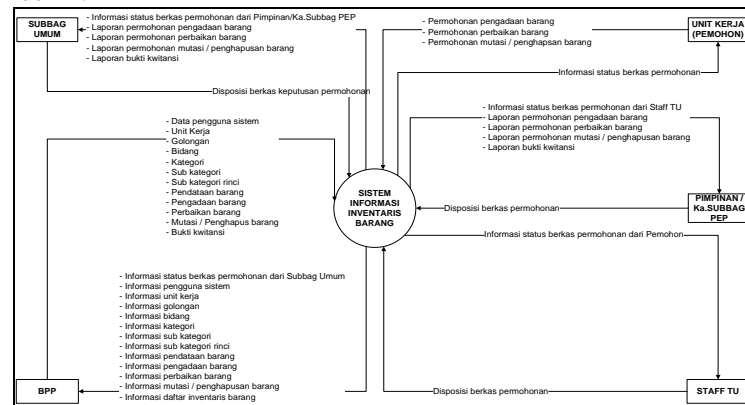 SUBBAG
UMUM
- Informasi status berkas permohonan dari Pimpinan/Ka.Subbag PEP
- Laporan permohonan pengadaan barang
- Laporan permohonan perbaikan barang
- Laporan permohonan mutasi / penghapusan barang
- Laporan bukti kwitansi
- Permohonan pengadaan barang
- Permohonan perbaikan barang
- Permohonan mutasi / penghapsan barang
UNIT KERJA
(PEMOHON)
Informasi status berkas permohonan
Disposisi berkas keputusan permohonan
- Informasi status berkas permohonan dari Staff TU
- Laporan permohonan pengadaan barang
- Laporan permohonan perbaikan barang
- Laporan permohonan mutasi / penghapusan barang
- Laporan bukti kwitansi
- Data pengguna sistem
- Unit Kerja
- Golongan
- Bidang
- Kategori
- Sub kategori
- Sub kategori rinci
- Pendataan barang
- Pengadaan barang
- Perbaikan barang
- Mutasi / Penghapus barang
- Bukti kwitansi
SISTEM
INFORMASI
INVENTARIS
BARANG
PIMPINAN /
Ka.SUBBAG
PEP
Disposisi berkas permohonan
Informasi status berkas permohonan dari Pemohon
- Informasi status berkas permohonan dari Subbag Umum
- Informasi pengguna sistem
- Informasi unit kerja
- Informasi golongan
- Informasi bidang
- Informasi kategori
- Informasi sub kategori
- Informasi sub kategori rinci
- Informasi pendataan barang
- Informasi pengadaan barang
- Informasi perbaikan barang
- Informasi mutasi / penghapusan barang
- Informasi daftar inventaris barang
BPP
Disposisi berkas permohonan
STAFF TU